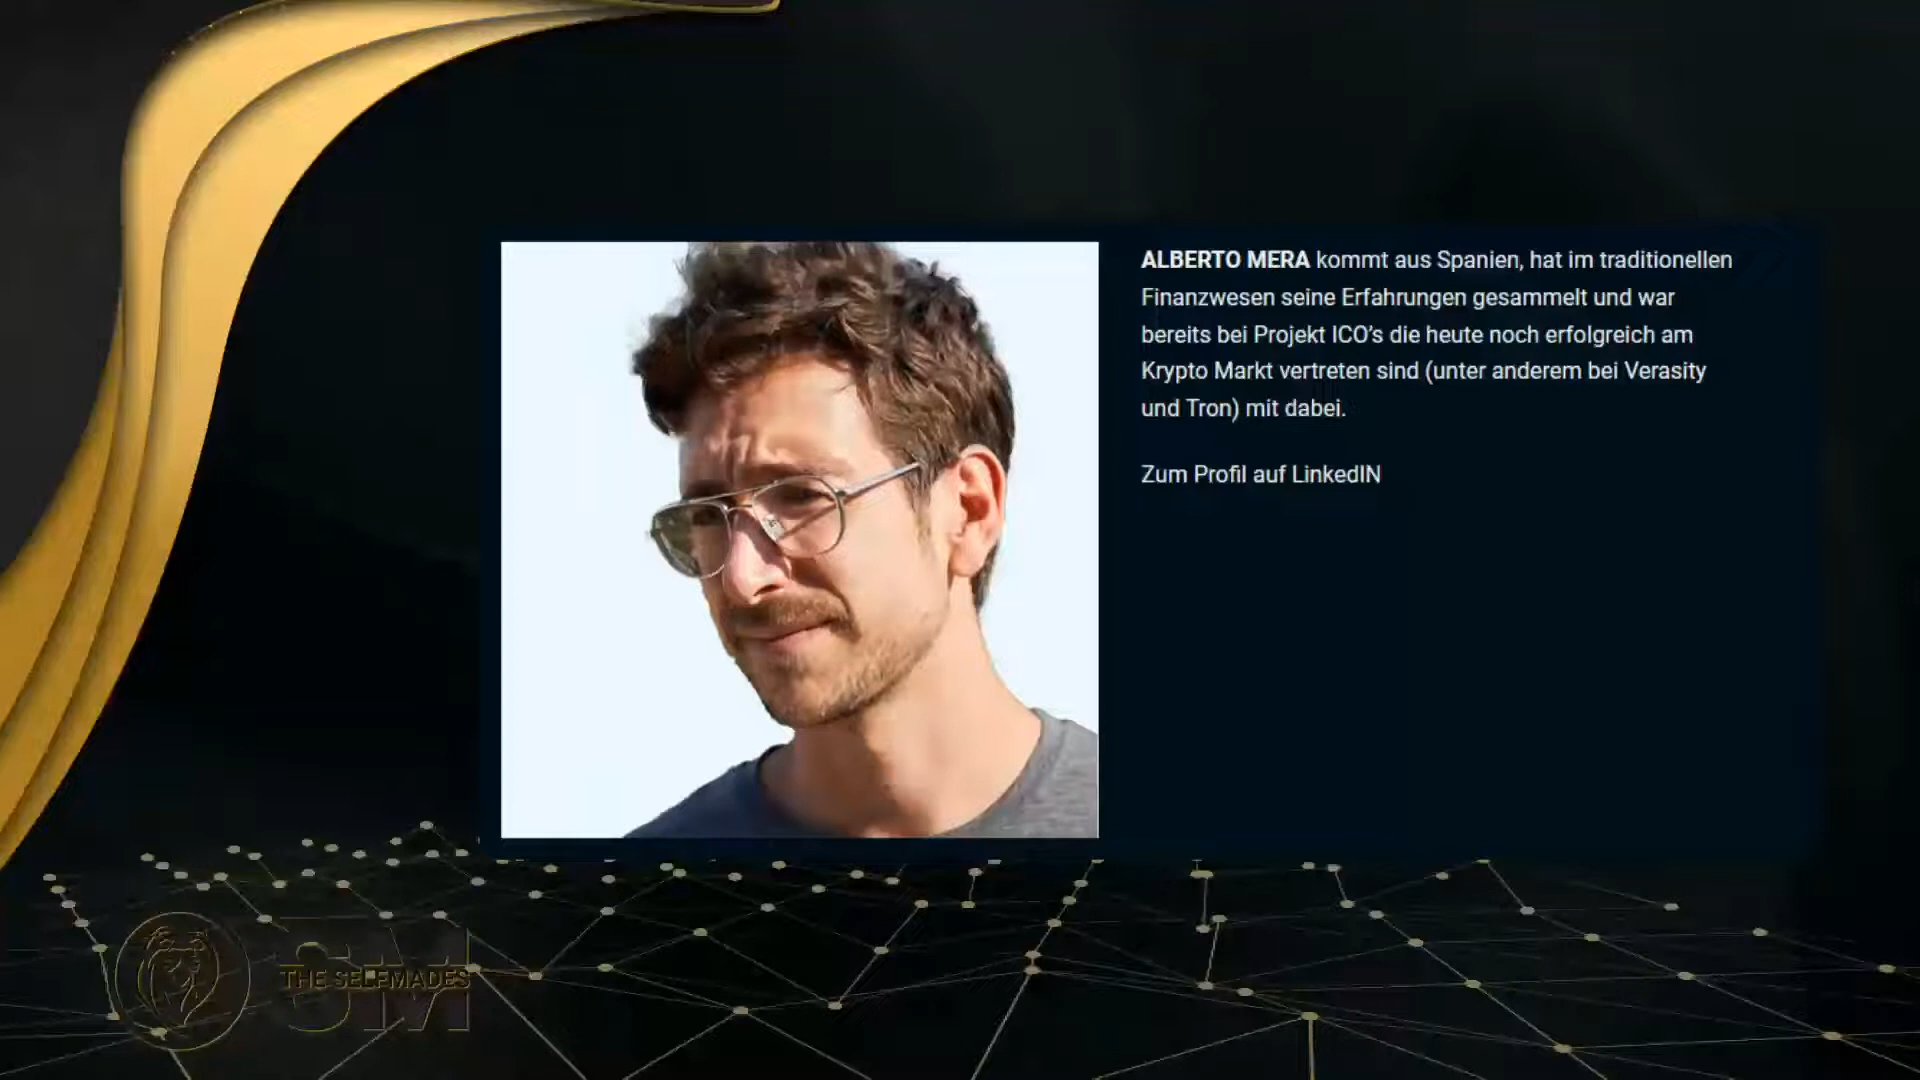 ALBERTO MERA kommt aus Spanien, hat im traditionellen
Finanzwesen seine Erfahrungen gesammelt und war
bereits bei Projekt ICO’s die heute noch erfolgreich am
Krypto Markt vertreten sind (unter anderem bei Verasity
und Tron) mit dabei.
Zum Profil auf LinkedIN
SM
THE SELFMADES